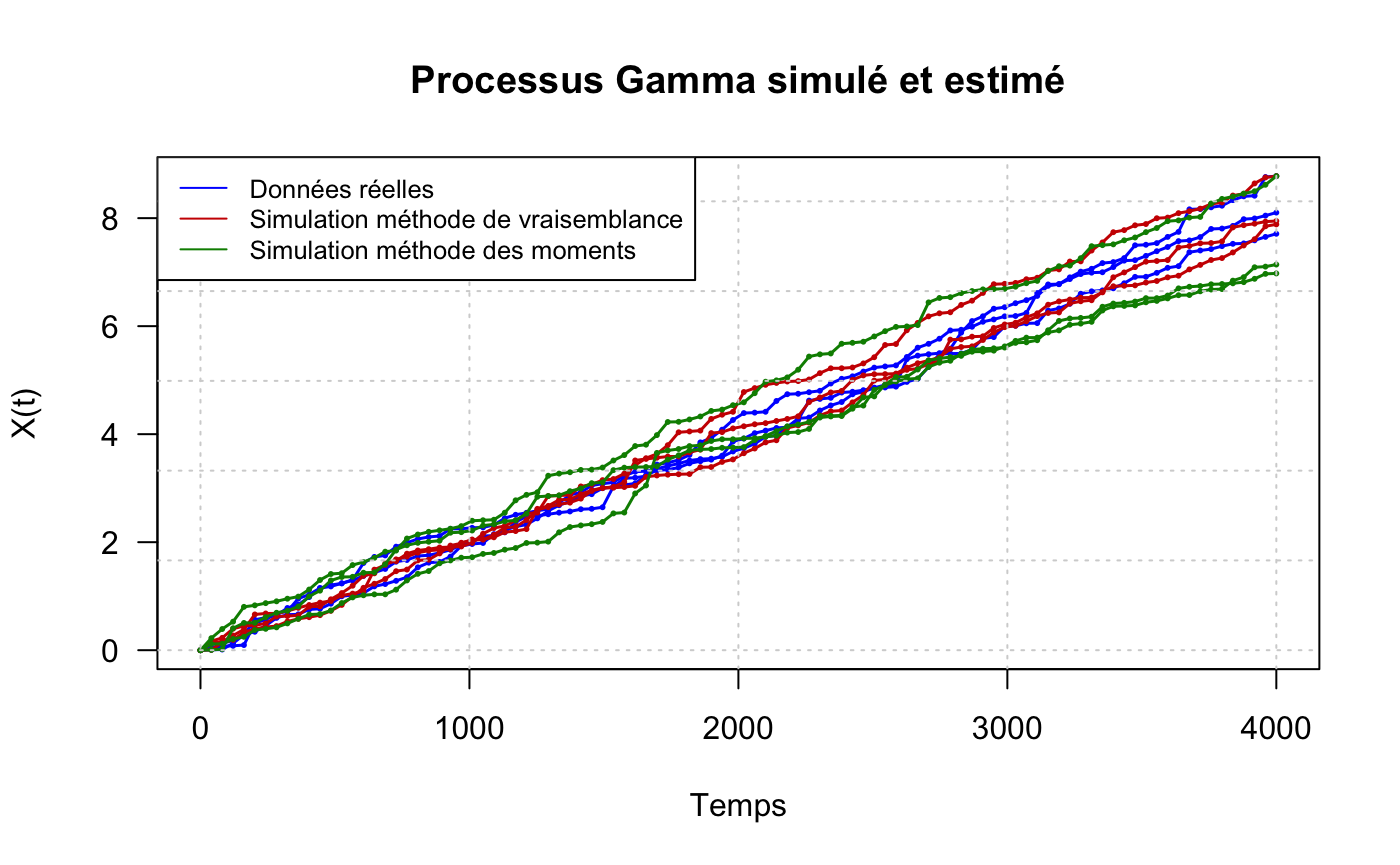 Processus Gamma simulé et estimé
Données réelles
Simulation méthode de vraisemblance
Simulation méthode des moments
8
6
4
2
0
X(t)
0 1000 2000 3000 4000
Temps